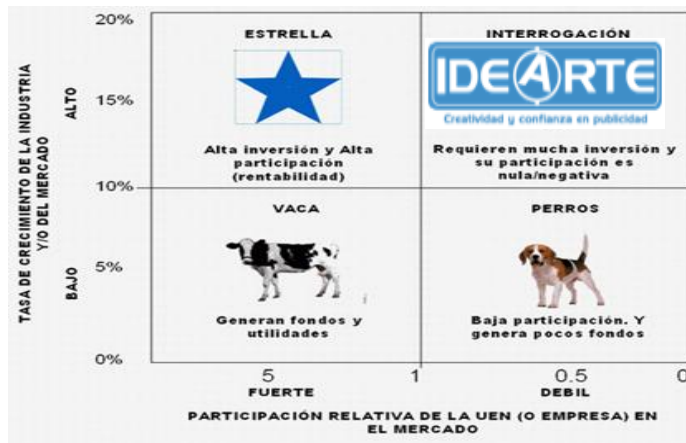 20%
ESTRELLA
INTERROGACIÓN
IDEARTE
Creatividad y confianza en publicidad
TASA DE CRECIMIENTO DE LA INDUSTRIA
Y/O DEL MERCADO
ALTO
15%
Alta inversión y Alta
participación
(rentabilidad)
Requieren mucha inversión y
su participación es
nula/negativa
10%
VACA
PERROS
BAJO
5%
Generan fondos y
utilidades
Baja participación. Y
genera pocos fondos
0%
5
1
0.5
0
FUERTE
DEBIL
PARTICIPACIÓN RELATIVA DE LA UEN (O EMPRESA) EN
EL MERCADO